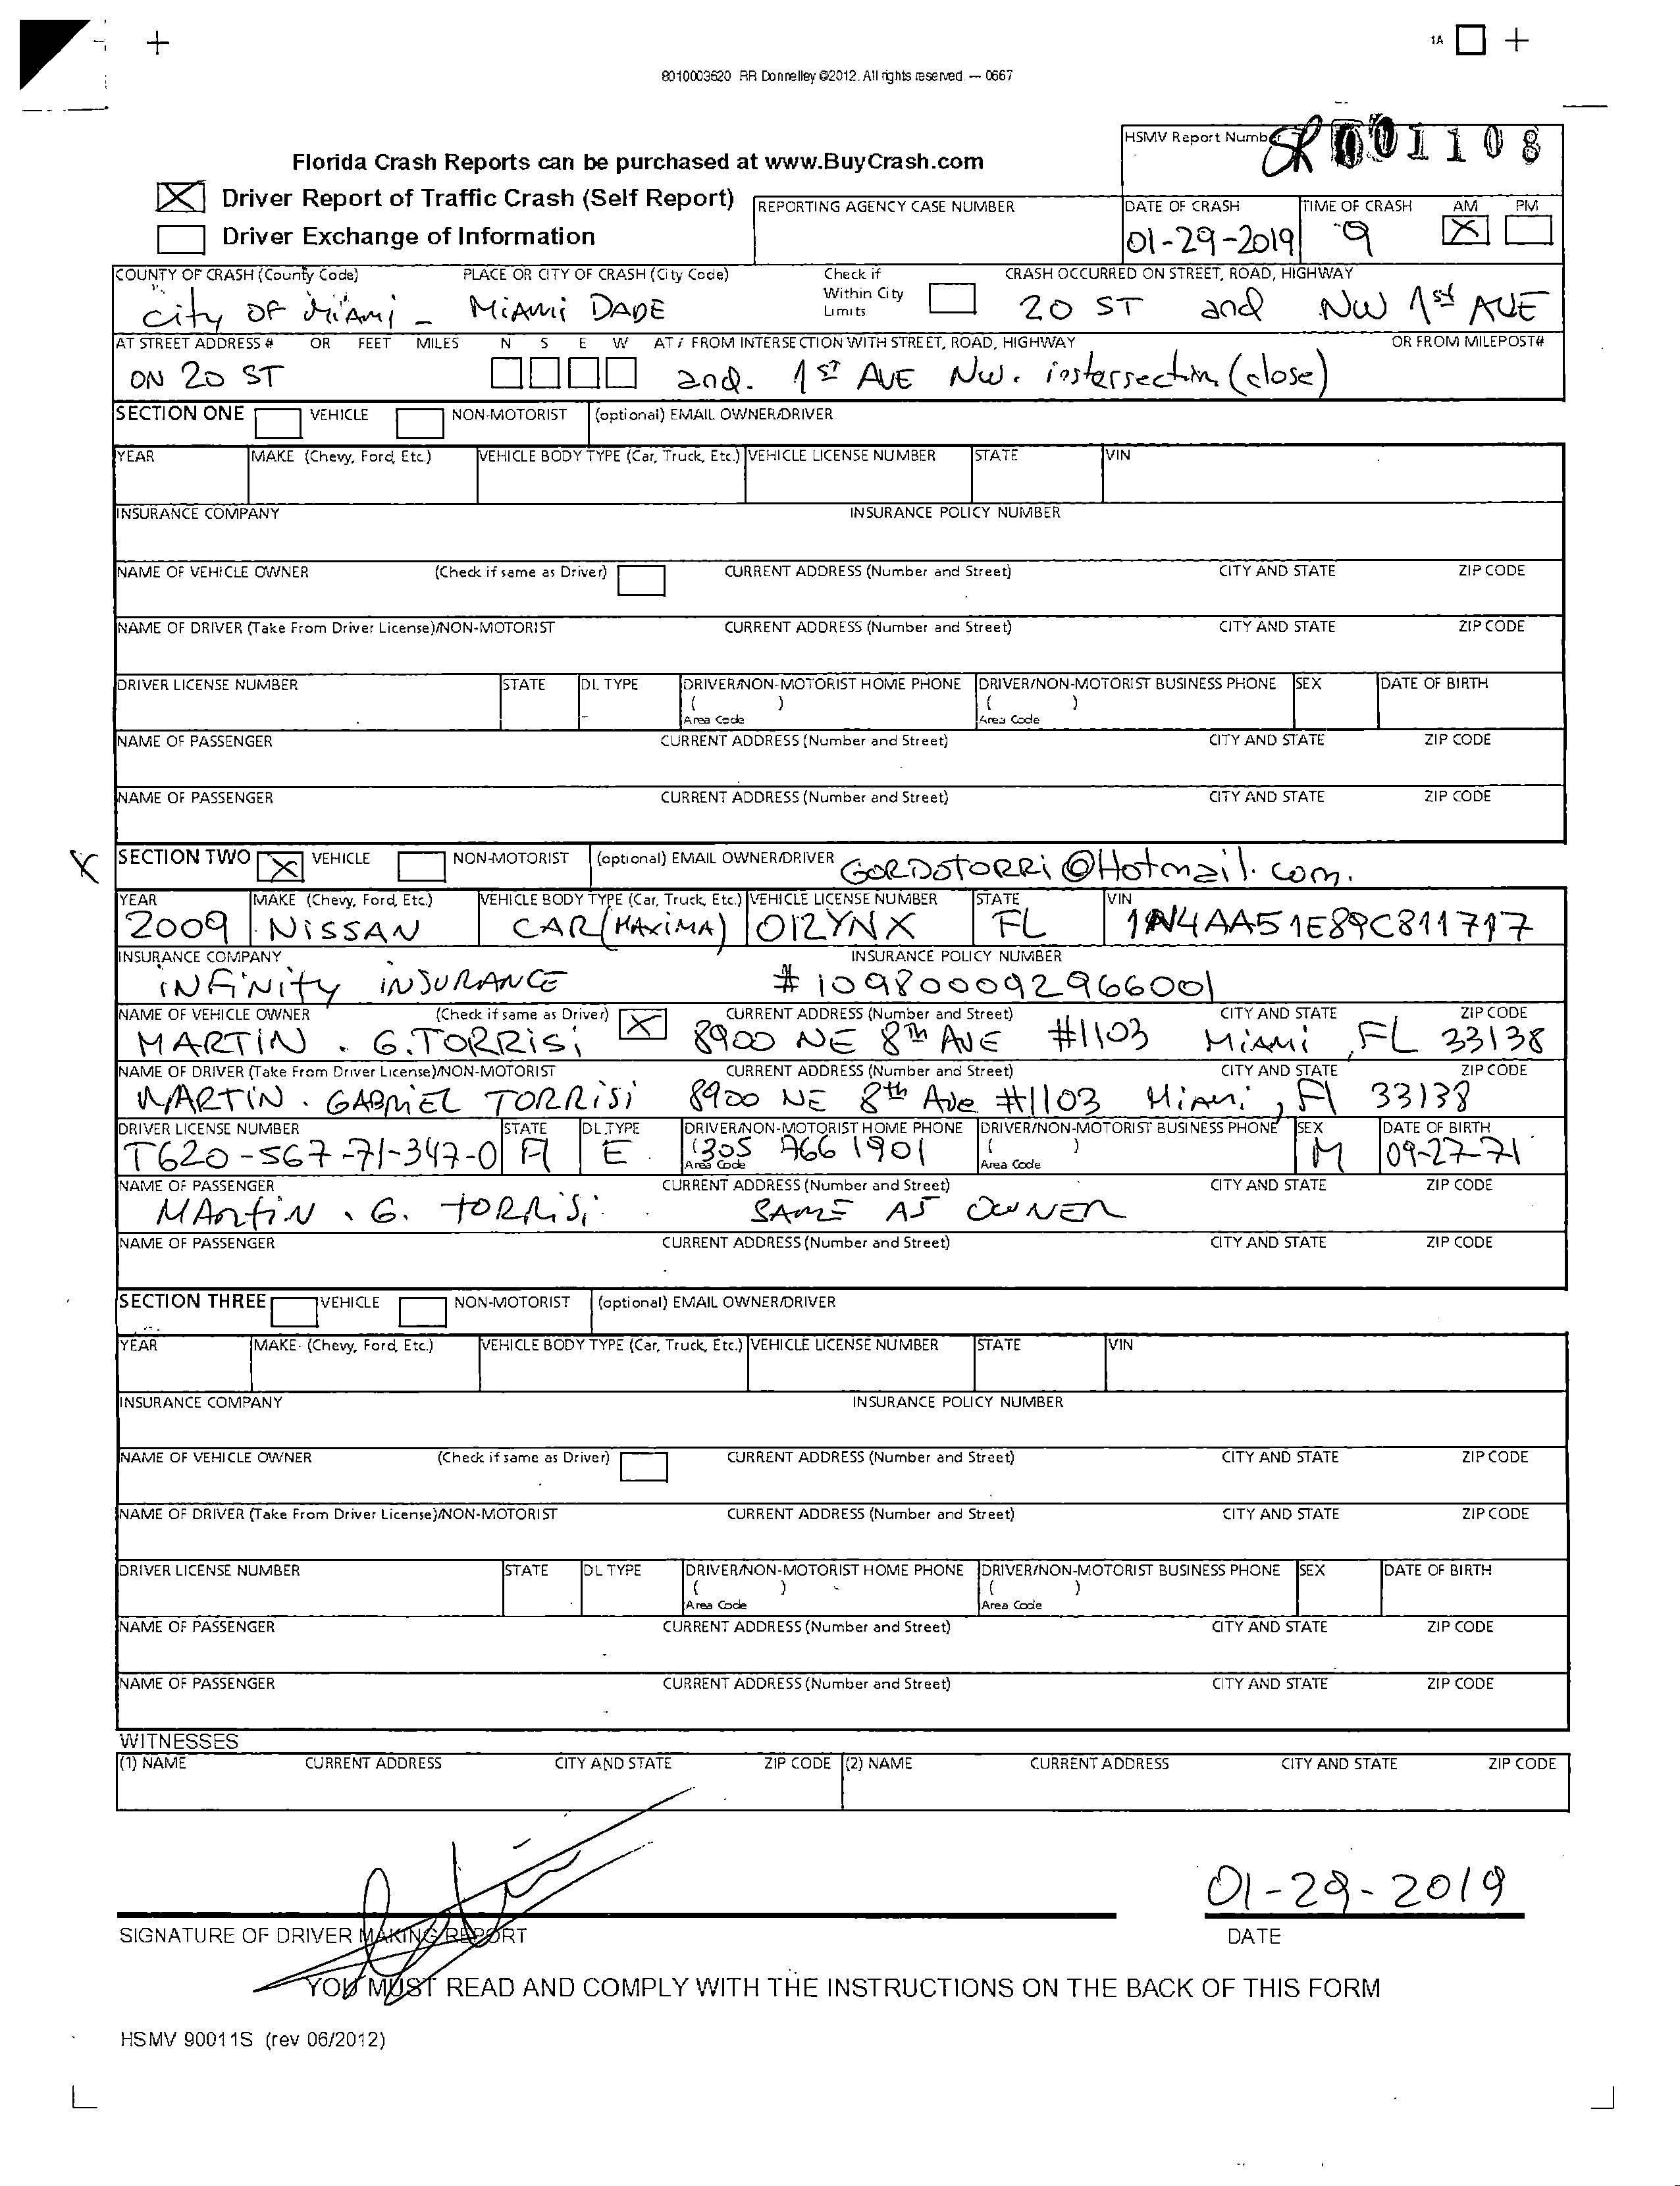 1A
8010003620 RR Donnelley ©2012. All rights reserved. — 0667
HSMV Report Number SR 001108
Florida Crash Reports can be purchased at www.BuyCrash.com
Driver Report of Traffic Crash (Self Report)
Driver Exchange of Information
REPORTING AGENCY CASE NUMBER
DATE OF CRASH TIME OF CRASH AM PM
01-29-2019 9 X
COUNTY OF CRASH (County Code) PLACE OR CITY OF CRASH (City Code) Check if Within City Limits CRASH OCCURRED ON STREET, ROAD, HIGHWAY
city OF MiAMi - MiAMi DADE 20 ST and NW 1st AVE
AT STREET ADDRESS # OR FEET MILES N S E W AT / FROM INTERSECTION WITH STREET, ROAD, HIGHWAY OR FROM MILEPOST#
ON 20 ST and. 1ST AVE NW. instersection (close)
SECTION ONE VEHICLE NON-MOTORIST (optional) EMAIL OWNER/DRIVER
YEAR MAKE (Chevy, Ford, Etc.) VEHICLE BODY TYPE (Car, Truck, Etc.) VEHICLE LICENSE NUMBER STATE VIN
INSURANCE COMPANY INSURANCE POLICY NUMBER
NAME OF VEHICLE OWNER (Check if same as Driver) CURRENT ADDRESS (Number and Street) CITY AND STATE ZIP CODE
NAME OF DRIVER (Take From Driver License)/NON-MOTORIST CURRENT ADDRESS (Number and Street) CITY AND STATE ZIP CODE
DRIVER LICENSE NUMBER STATE DL TYPE DRIVER/NON-MOTORIST HOME PHONE DRIVER/NON-MOTORIST BUSINESS PHONE SEX DATE OF BIRTH
( ) ( )
Area Code Area Code
NAME OF PASSENGER CURRENT ADDRESS (Number and Street) CITY AND STATE ZIP CODE
NAME OF PASSENGER CURRENT ADDRESS (Number and Street) CITY AND STATE ZIP CODE
X SECTION TWO X VEHICLE NON-MOTORIST (optional) EMAIL OWNER/DRIVER GORDOTORRi@Hotmail.com.
YEAR MAKE (Chevy, Ford, Etc.) VEHICLE BODY TYPE (Car, Truck, Etc.) VEHICLE LICENSE NUMBER STATE VIN
2009 NiSSAN CAR (MAXiMA) 012YNX FL 1N4AA51E89C811717
INSURANCE COMPANY INSURANCE POLICY NUMBER
iNFiNity iNSURANCE # 109800092966001
NAME OF VEHICLE OWNER (Check if same as Driver) X CURRENT ADDRESS (Number and Street) CITY AND STATE ZIP CODE
MARTiN . G.TORRiSi 8900 NE 8th AVE #1103 MiAMi, FL 33138
NAME OF DRIVER (Take From Driver License)/NON-MOTORIST CURRENT ADDRESS (Number and Street) CITY AND STATE ZIP CODE
MARTiN . GABRiEL TORRiSi 8900 NE 8th Ave #1103 MiAMi, Fl 33138
DRIVER LICENSE NUMBER STATE DL TYPE DRIVER/NON-MOTORIST HOME PHONE DRIVER/NON-MOTORIST BUSINESS PHONE SEX DATE OF BIRTH
T620-567-71-347-0 Fl E (305 766 1901 ( ) M 09-27-71
Area Code Area Code
NAME OF PASSENGER CURRENT ADDRESS (Number and Street) CITY AND STATE ZIP CODE
MARtiN . G. tORRiSi SAME AS OWNER
NAME OF PASSENGER CURRENT ADDRESS (Number and Street) CITY AND STATE ZIP CODE
SECTION THREE VEHICLE NON-MOTORIST (optional) EMAIL OWNER/DRIVER
YEAR MAKE (Chevy, Ford, Etc.) VEHICLE BODY TYPE (Car, Truck, Etc.) VEHICLE LICENSE NUMBER STATE VIN
INSURANCE COMPANY INSURANCE POLICY NUMBER
NAME OF VEHICLE OWNER (Check if same as Driver) CURRENT ADDRESS (Number and Street) CITY AND STATE ZIP CODE
NAME OF DRIVER (Take From Driver License)/NON-MOTORIST CURRENT ADDRESS (Number and Street) CITY AND STATE ZIP CODE
DRIVER LICENSE NUMBER STATE DL TYPE DRIVER/NON-MOTORIST HOME PHONE DRIVER/NON-MOTORIST BUSINESS PHONE SEX DATE OF BIRTH
( ) ( )
Area Code Area Code
NAME OF PASSENGER CURRENT ADDRESS (Number and Street) CITY AND STATE ZIP CODE
NAME OF PASSENGER CURRENT ADDRESS (Number and Street) CITY AND STATE ZIP CODE
WITNESSES
(1) NAME CURRENT ADDRESS CITY AND STATE ZIP CODE (2) NAME CURRENT ADDRESS CITY AND STATE ZIP CODE
01-29-2019
SIGNATURE OF DRIVER MAKING REPORT DATE
YOU MUST READ AND COMPLY WITH THE INSTRUCTIONS ON THE BACK OF THIS FORM
HSMV 90011S (rev 06/2012)